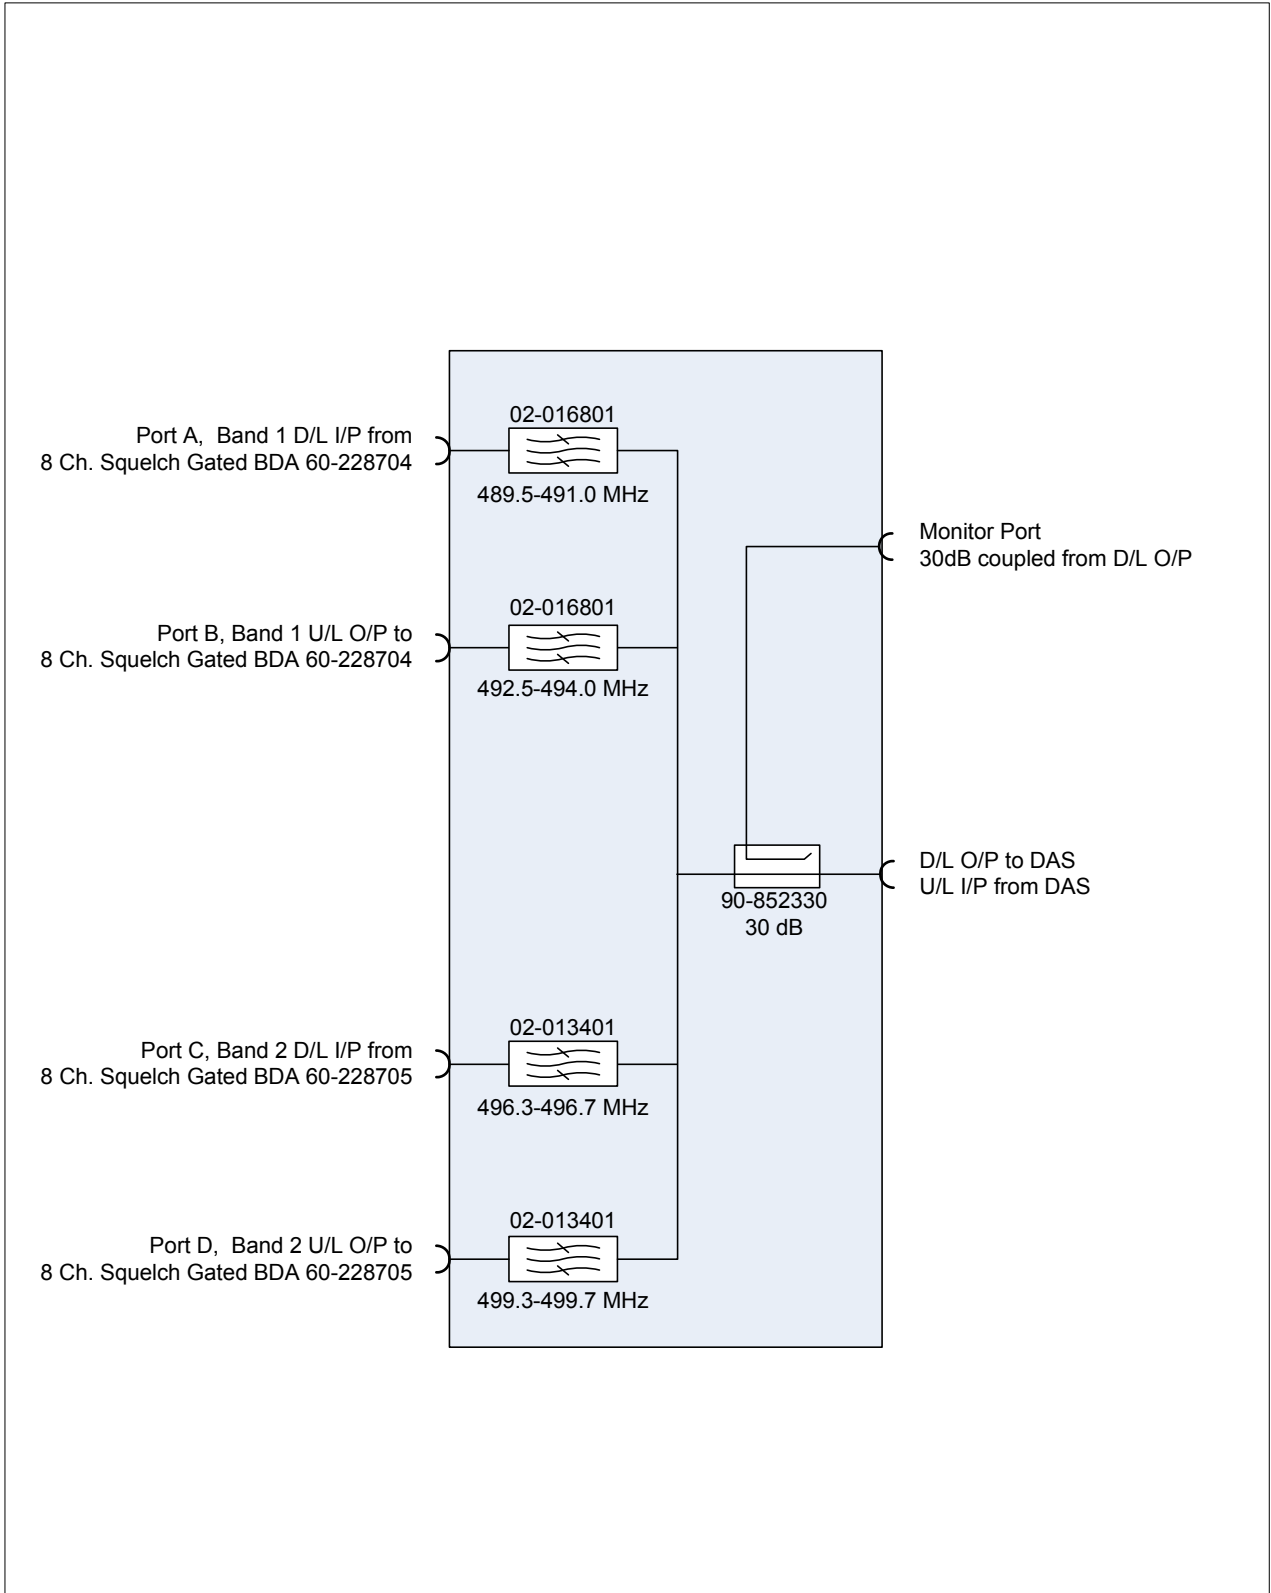 Port A, Band 1 D/L I/P from
8 Ch. Squelch Gated BDA 60-228704
02-016801
489.5-491.0 MHz
Monitor Port
30dB coupled from D/L O/P
Port B, Band 1 U/L O/P to
8 Ch. Squelch Gated BDA 60-228704
02-016801
492.5-494.0 MHz
D/L O/P to DAS
U/L I/P from DAS
90-852330
30 dB
Port C, Band 2 D/L I/P from
8 Ch. Squelch Gated BDA 60-228705
02-013401
496.3-496.7 MHz
Port D, Band 2 U/L O/P to
8 Ch. Squelch Gated BDA 60-228705
02-013401
499.3-499.7 MHz